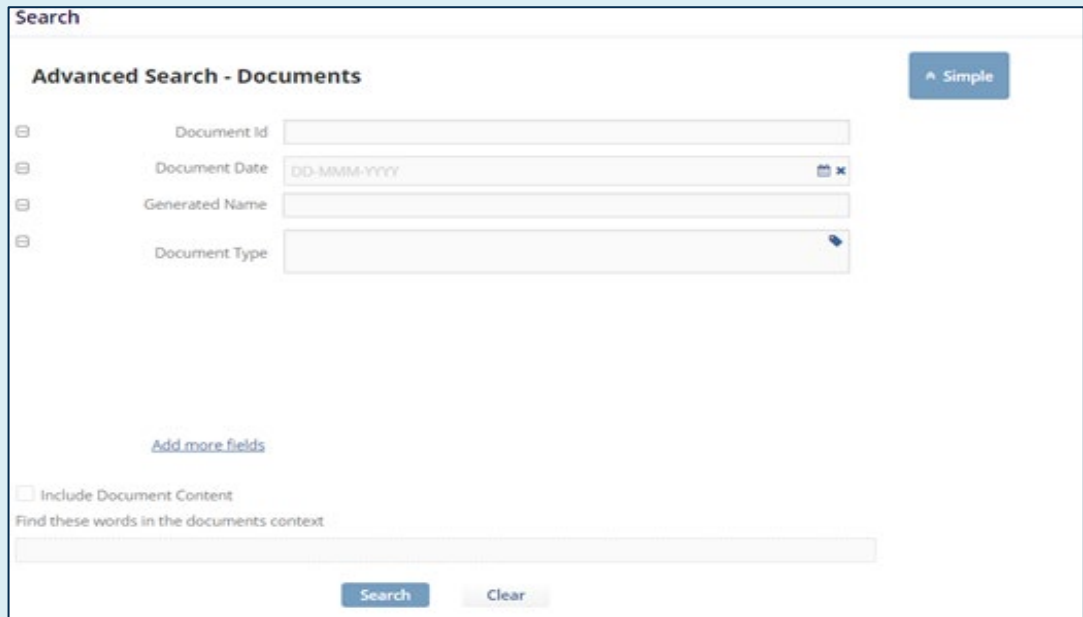 Search
Advanced Search - Documents
Simple
Document Id
Document Date DD-MMM-YYYY
Generated Name
Document Type
Add more fields
Include Document Content
Find these words in the documents context
Search Clear